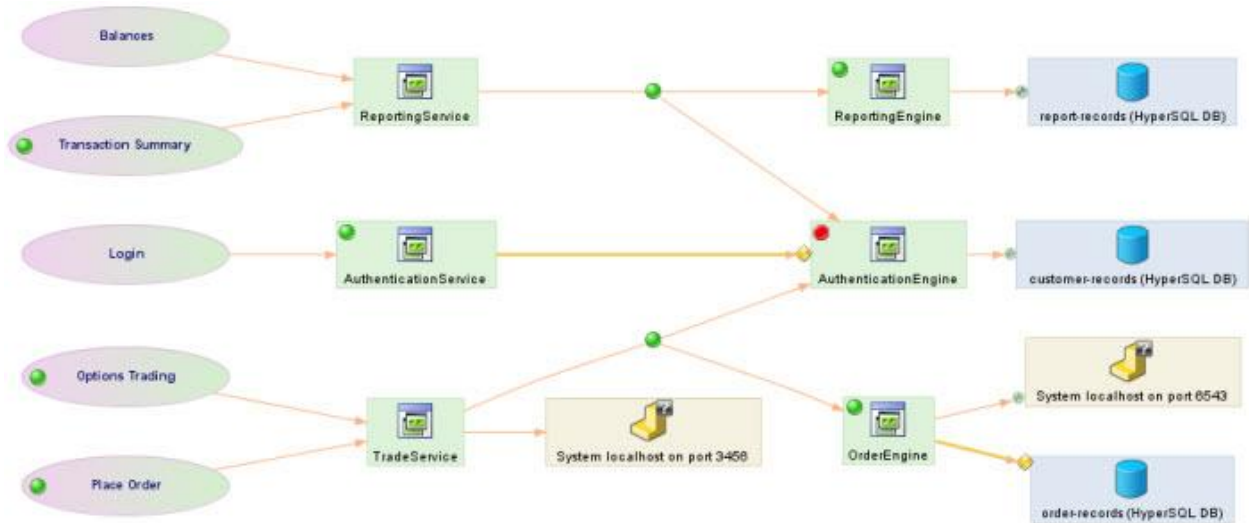 Balances
ReportingService
ReportingEngine
report-records (HyperSQL DB)
Transaction Summary
Login
AuthenticationService
AuthenticationEngine
customer-records (HyperSQL DB)
Options Trading
System localhost on port 6543
TradeService
System localhost on port 3456
OrderEngine
Place Order
order-records (HyperSQL DB)